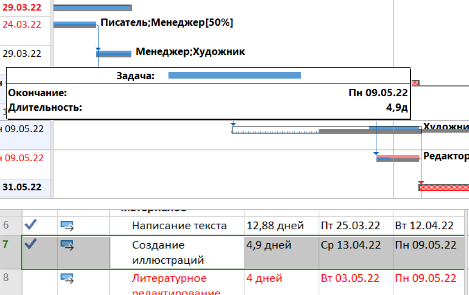 29.03.22
24.03.22 Писатель;Менеджер[50%]
29.03.22 Менеджер;Художник
Задача:
Окончание: Пн 09.05.22
Длительность: 4,9д
н 09.05.22 Художни
09.05.22 Редактор
31.05.22
6 Написание текста 12,88 дней Пт 25.03.22 Вт 12.04.22
7 Создание иллюстраций 4,9 дней Ср 13.04.22 Пн 09.05.22
8 Литературное редактирование 4 дней Вт 03.05.22 Пн 09.05.22